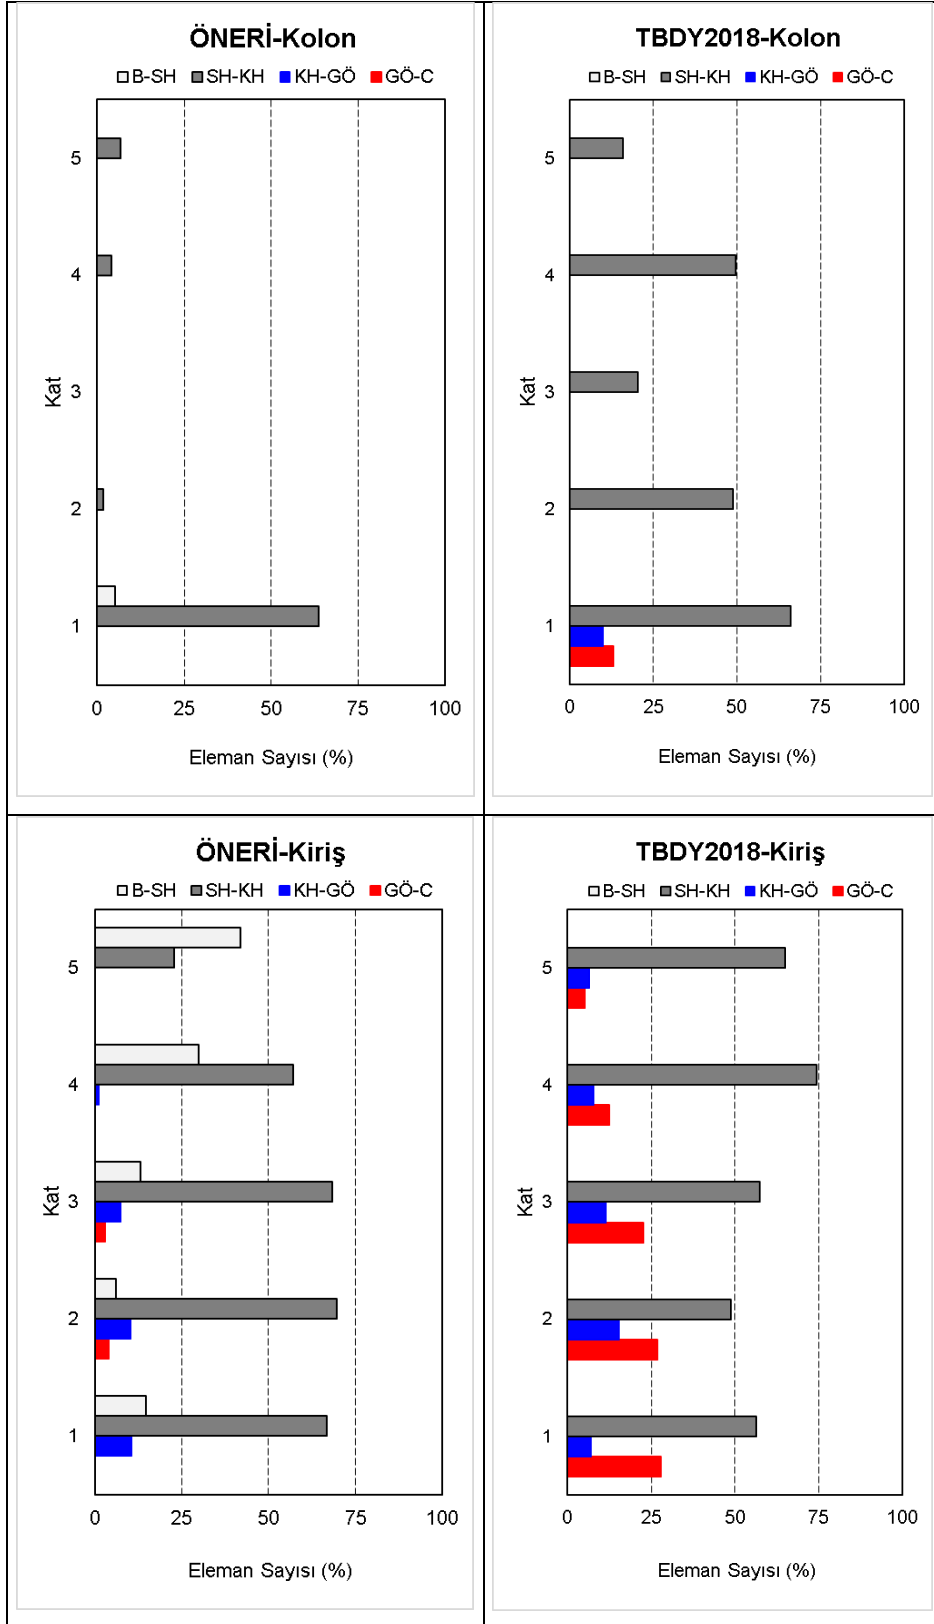 ÖNERİ-Kolon
B-SH SH-KH KH-GÖ GÖ-C
5
4
3
2
1
Kat
0 25 50 75 100
Eleman Sayısı (%)
TBDY2018-Kolon
B-SH SH-KH KH-GÖ GÖ-C
5
4
3
2
1
Kat
0 25 50 75 100
Eleman Sayısı (%)
ÖNERİ-Kiriş
B-SH SH-KH KH-GÖ GÖ-C
5
4
3
2
1
Kat
0 25 50 75 100
Eleman Sayısı (%)
TBDY2018-Kiriş
B-SH SH-KH KH-GÖ GÖ-C
5
4
3
2
1
Kat
0 25 50 75 100
Eleman Sayısı (%)